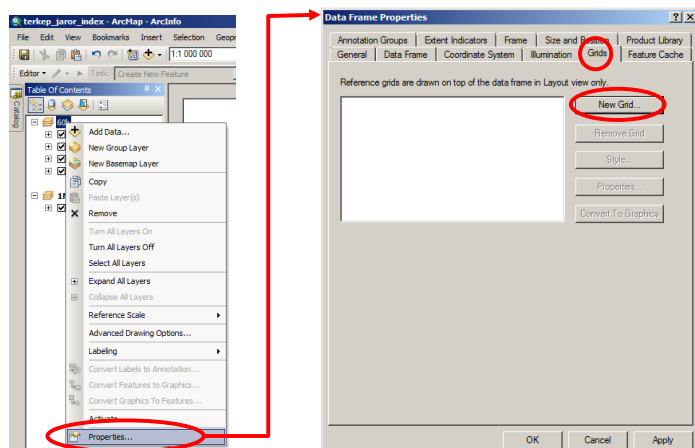 terkep_jaror_index - ArcMap - ArcInfo
File Edit View Bookmarks Insert Selection Geopr
1:1 000 000
Editor Task: Create New Feature
Table Of Contents
Catalog
Add Data...
New Group Layer
New Basemap Layer
Copy
Paste Layer(s)
Remove
Turn All Layers On
Turn All Layers Off
Select All Layers
Expand All Layers
Collapse All Layers
Reference Scale
Advanced Drawing Options...
Labeling
Convert Labels to Annotation...
Convert Features to Graphics...
Convert Graphics To Features...
Activate
Properties...
Data Frame Properties
Annotation Groups Extent Indicators Frame Size and Position Product Library
General Data Frame Coordinate System Illumination Grids Feature Cache
Reference grids are drawn on top of the data frame in Layout view only.
New Grid...
Remove Grid
Style...
Properties...
Convert To Graphics
OK Cancel Apply